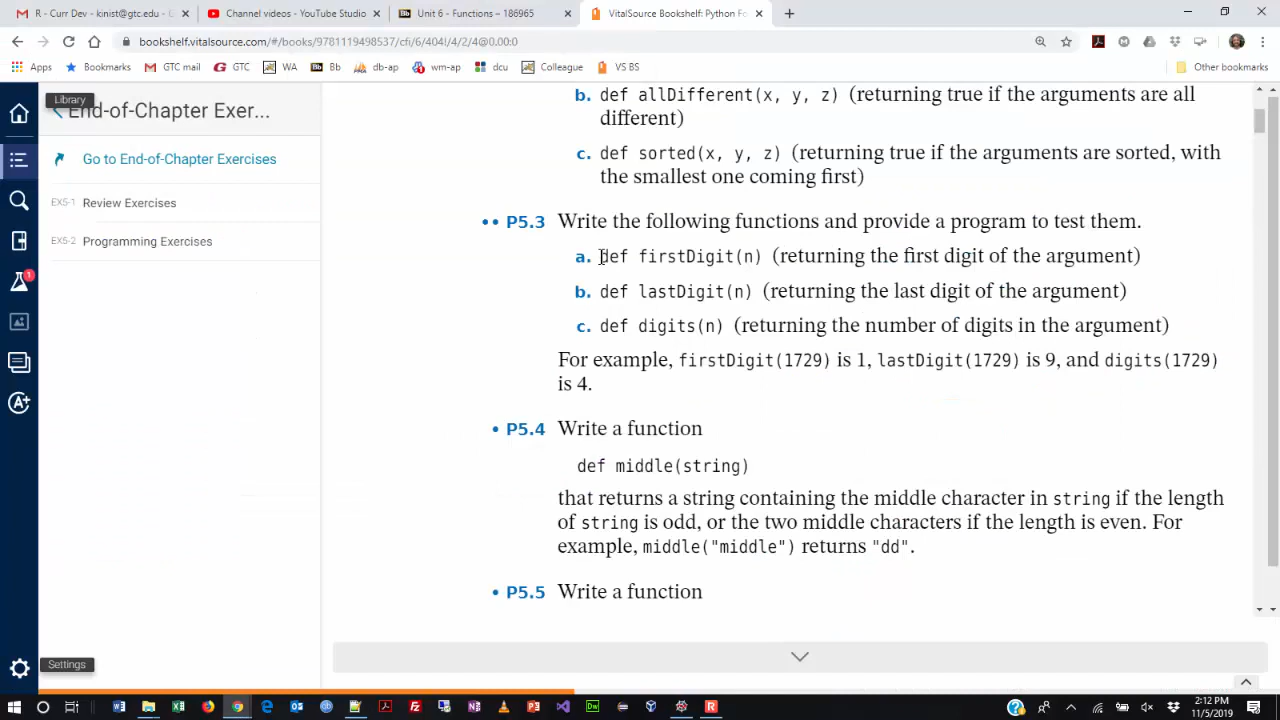 R - Curr Dev - kinist@gtc.edu - G
Channel videos - YouTube Studio
Unit 6 - Functions – 186965
VitalSource Bookshelf: Python Fo
bookshelf.vitalsource.com/#/books/9781119498537/cfi/6/404!/4/2/4@0.00:0
Apps Bookmarks GTC mail GTC WA Bb db-ap wm-ap dcu Colleague VS BS Other bookmarks
Library
End-of-Chapter Exer...
Go to End-of-Chapter Exercises
EX5-1 Review Exercises
EX5-2 Programming Exercises
Settings
b. def allDifferent(x, y, z) (returning true if the arguments are all
different)
c. def sorted(x, y, z) (returning true if the arguments are sorted, with
the smallest one coming first)
•• P5.3 Write the following functions and provide a program to test them.
a. def firstDigit(n) (returning the first digit of the argument)
b. def lastDigit(n) (returning the last digit of the argument)
c. def digits(n) (returning the number of digits in the argument)
For example, firstDigit(1729) is 1, lastDigit(1729) is 9, and digits(1729)
is 4.
• P5.4 Write a function
def middle(string)
that returns a string containing the middle character in string if the length
of string is odd, or the two middle characters if the length is even. For
example, middle("middle") returns "dd".
• P5.5 Write a function
2:12 PM
11/5/2019